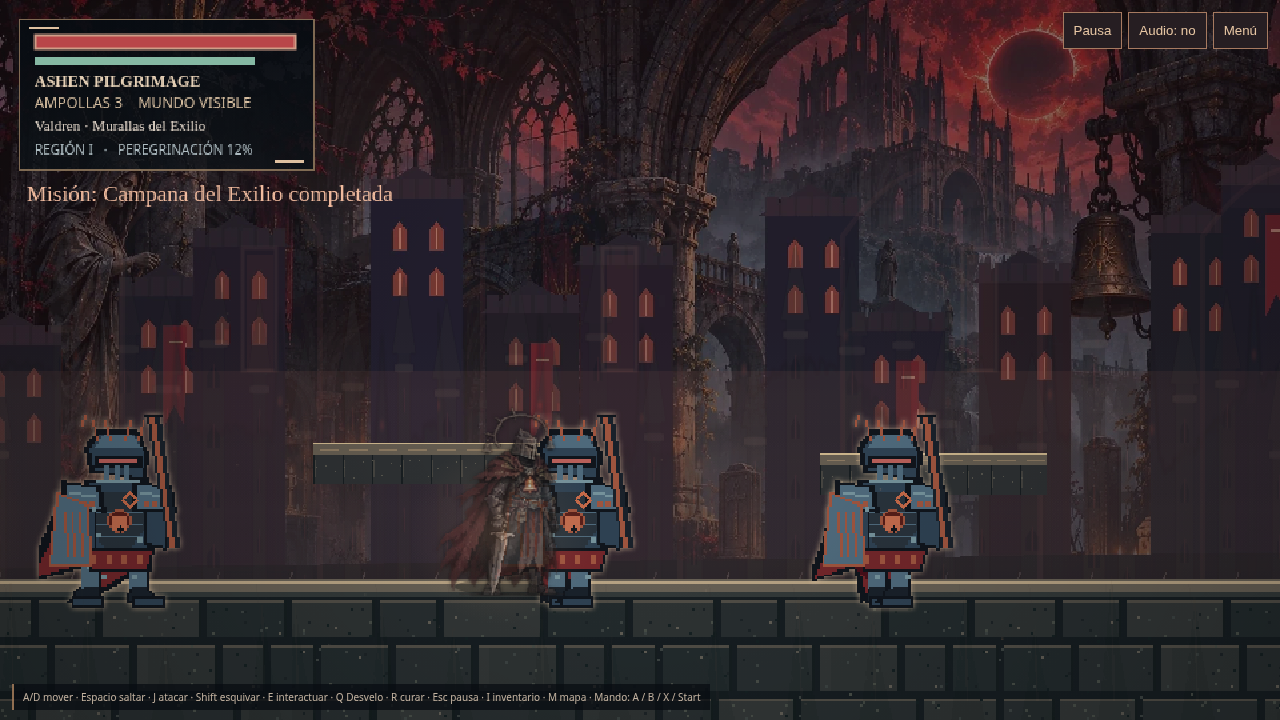 ASHEN PILGRIMAGE
AMPOLLAS 3 MUNDO VISIBLE
Valdren · Murallas del Exilio
REGIÓN I · PEREGRINACIÓN 12%
Misión: Campana del Exilio completada
Pausa
Audio: no
Menú
A/D mover · Espacio saltar · J atacar · Shift esquivar · E interactuar · Q Desvelo · R curar · Esc pausa · I inventario · M mapa · Mando: A / B / X / Start